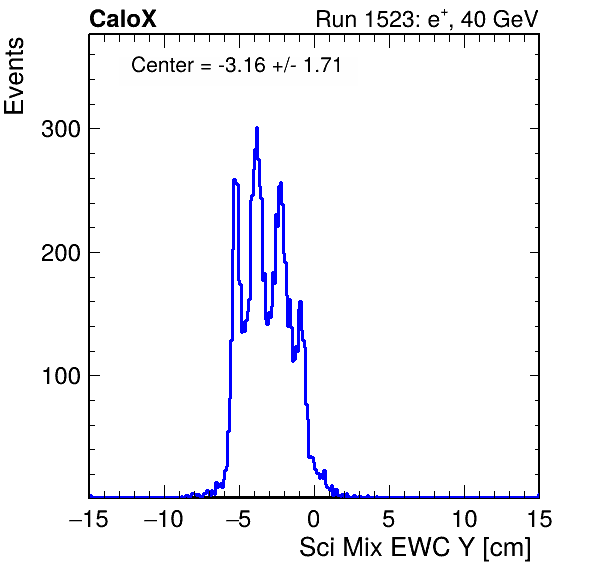 CaloX Run 1523: e⁺, 40 GeV
Center = -3.16 +/- 1.71
Events
300
200
100
−15 −10 −5 0 5 10 15
Sci Mix EWC Y [cm]